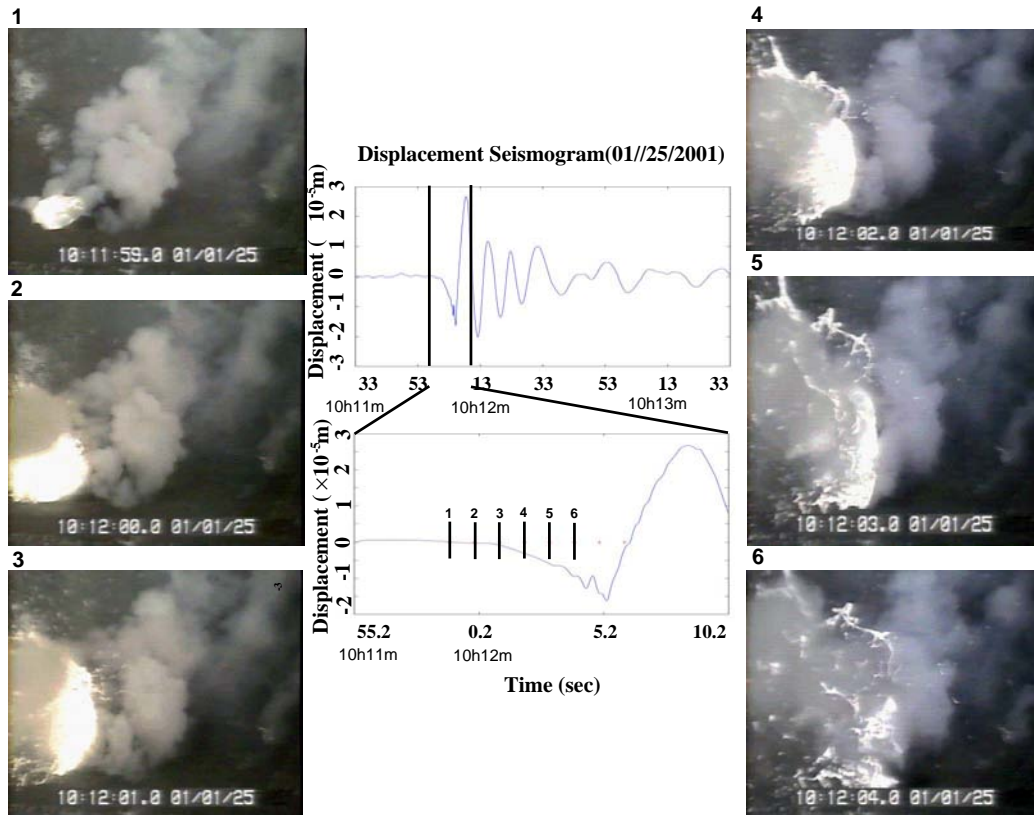 1
10:11:59.0 01/01/25
2
10:12:00.0 01/01/25
3
-3
10:12:01.0 01/01/25
Displacement Seismogram(01//25/2001)
Displacement ( 10⁻⁵m)
3
2
1
0
-1
-2
-3
33 53 13 33 53 13 33
10h11m 10h12m 10h13m
Displacement ( ×10⁻⁵m)
3
2
1
0
-1
-2
1 2 3 4 5 6
55.2 0.2 5.2 10.2
10h11m 10h12m
Time (sec)
4
10:12:02.0 01/01/25
5
10:12:03.0 01/01/25
6
10:12:04.0 01/01/25